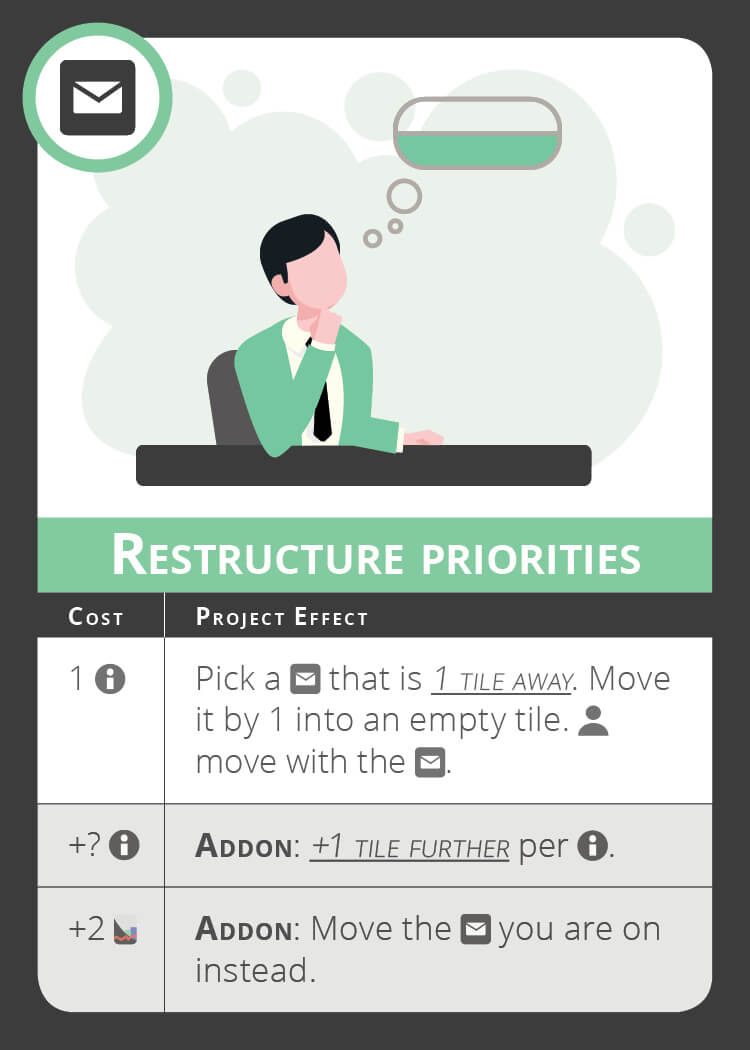 Restructure priorities
Cost Project Effect
1 Pick a that is 1 tile away. Move
it by 1 into an empty tile.
move with the .
+? Addon: +1 tile further per .
+2 Addon: Move the you are on
instead.